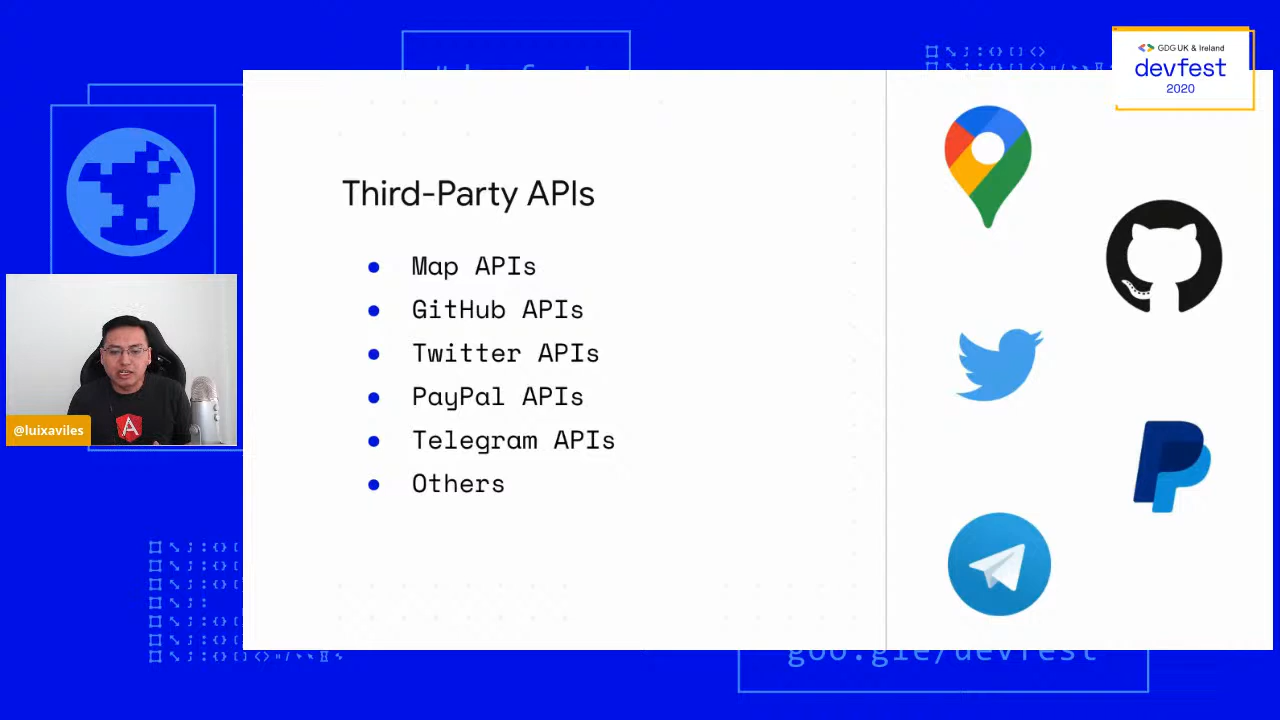 GDG UK & Ireland
devfest
2020
Third-Party APIs
Map APIs
GitHub APIs
Twitter APIs
PayPal APIs
Telegram APIs
Others
@luixaviles
goo.gle/devfest